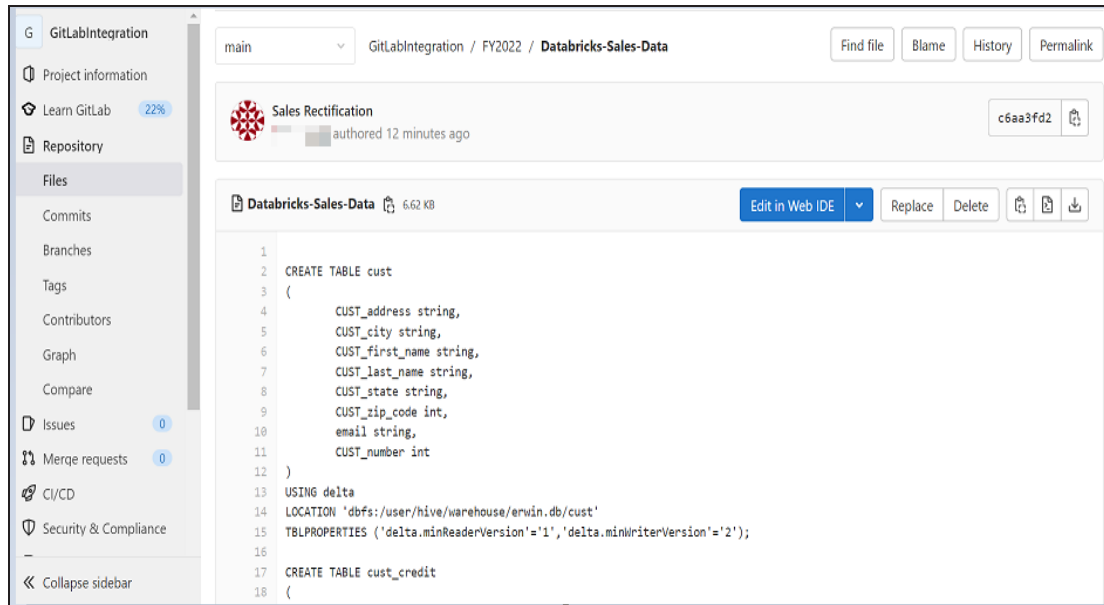 G GitLabIntegration
Project information
Learn GitLab 22%
Repository
Files
Commits
Branches
Tags
Contributors
Graph
Compare
Issues 0
Merge requests 0
CI/CD
Security & Compliance
Collapse sidebar
main GitLabIntegration / FY2022 / Databricks-Sales-Data Find file Blame History Permalink
Sales Rectification
authored 12 minutes ago
c6aa3fd2
Databricks-Sales-Data 6.62 KB Edit in Web IDE Replace Delete
1
2 CREATE TABLE cust
3 (
4 CUST_address string,
5 CUST_city string,
6 CUST_first_name string,
7 CUST_last_name string,
8 CUST_state string,
9 CUST_zip_code int,
10 email string,
11 CUST_number int
12 )
13 USING delta
14 LOCATION 'dbfs:/user/hive/warehouse/erwin.db/cust'
15 TBLPROPERTIES ('delta.minReaderVersion'='1','delta.minWriterVersion'='2');
16
17 CREATE TABLE cust_credit
18 (